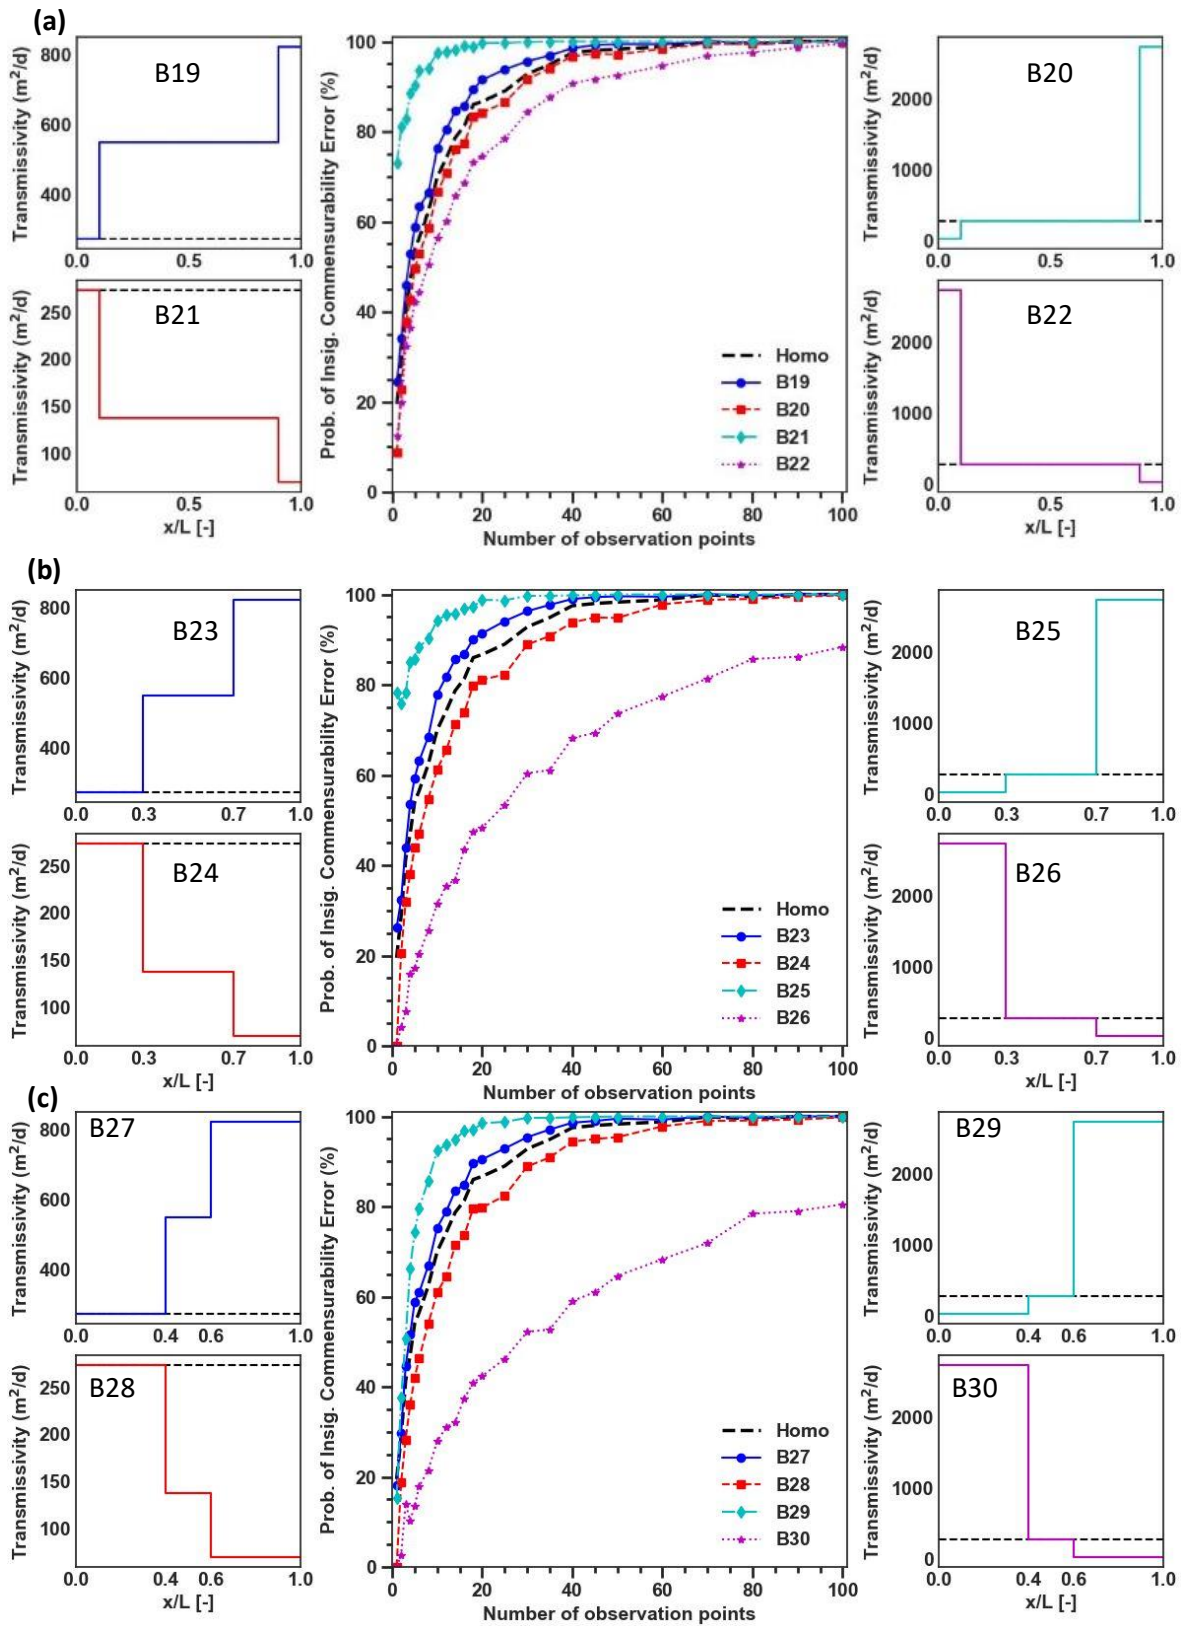 (a)
Transmissivity (m²/d)
800
600
400
B19
0.0 0.5 1.0
Transmissivity (m²/d)
250
200
150
100
B21
0.0 0.5 1.0
x/L [-]
Prob. of Insig. Commensurability Error (%)
100
80
60
40
20
0
Homo
B19
B20
B21
B22
0 20 40 60 80 100
Number of observation points
Transmissivity (m²/d)
2000
1000
0
B20
0.0 0.5 1.0
Transmissivity (m²/d)
2000
1000
0
B22
0.0 0.5 1.0
x/L [-]
(b)
Transmissivity (m²/d)
800
600
400
B23
0.0 0.3 0.7 1.0
Transmissivity (m²/d)
250
200
150
100
B24
0.0 0.3 0.7 1.0
x/L [-]
Prob. of Insig. Commensurability Error (%)
100
80
60
40
20
0
Homo
B23
B24
B25
B26
0 20 40 60 80 100
Number of observation points
Transmissivity (m²/d)
2000
1000
0
B25
0.0 0.3 0.7 1.0
Transmissivity (m²/d)
2000
1000
0
B26
0.0 0.3 0.7 1.0
x/L [-]
(c)
Transmissivity (m²/d)
800
600
400
B27
0.0 0.4 0.6 1.0
Transmissivity (m²/d)
250
200
150
100
B28
0.0 0.4 0.6 1.0
x/L [-]
Prob. of Insig. Commensurability Error (%)
100
80
60
40
20
0
Homo
B27
B28
B29
B30
0 20 40 60 80 100
Number of observation points
Transmissivity (m²/d)
2000
1000
0
B29
0.0 0.4 0.6 1.0
Transmissivity (m²/d)
2000
1000
0
B30
0.0 0.4 0.6 1.0
x/L [-]